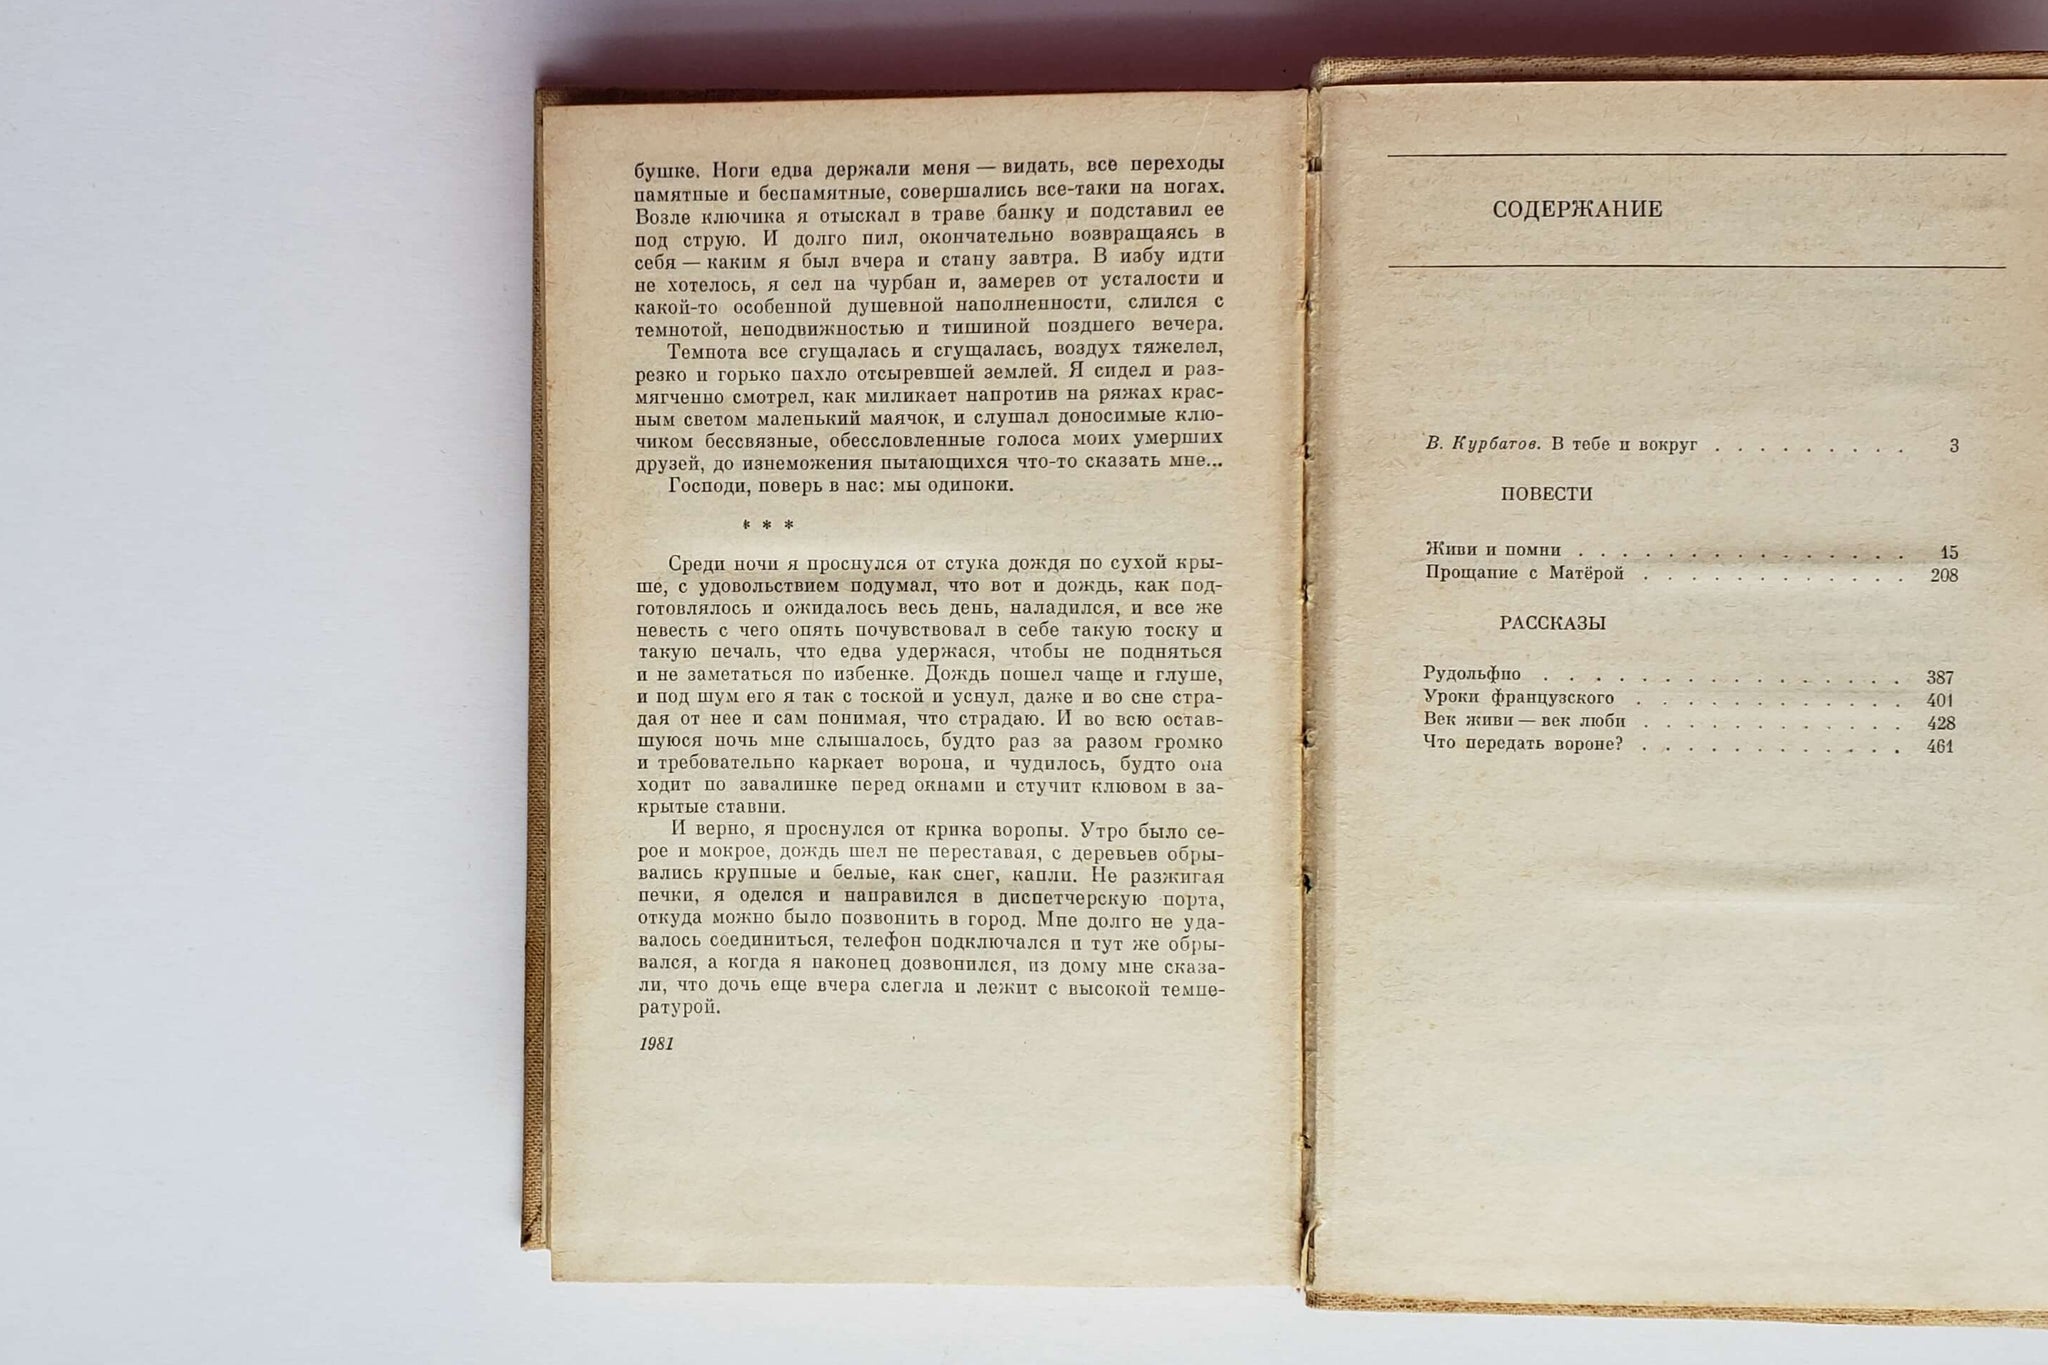 бушке. Ноги едва держали меня — видать, все переходы
памятные и беспамятные, совершались все-таки на ногах.
Возле ключика я отыскал в траве банку и подставил ее
под струю. И долго пил, окончательно возвращаясь в
себя — каким я был вчера и стану завтра. В избу идти
не хотелось, я сел на чурбан и, замерев от усталости и
какой-то особенной душевной наполненности, слился с
темнотой, неподвижностью и тишиной позднего вечера.
Темнота все сгущалась и сгущалась, воздух тяжелел,
резко и горько пахло отсыревшей землей. Я сидел и раз-
мягченно смотрел, как миликает напротив на ряжах крас-
ным светом маленький маячок, и слушал доносимые клю-
чиком бессвязные, обессловленные голоса моих умерших
друзей, до изнеможения пытающихся что-то сказать мне...
Господи, поверь в нас: мы одиноки.
* * *
Среди ночи я проснулся от стука дождя по сухой кры-
ше, с удовольствием подумал, что вот и дождь, как под-
готовлялось и ожидалось весь день, наладился, и все же
невесть с чего опять почувствовал в себе такую тоску и
такую печаль, что едва удержася, чтобы не подняться
и не заметаться по избенке. Дождь пошел чаще и глуше,
и под шум его я так с тоской и уснул, даже и во сне стра-
дая от нее и сам понимая, что страдаю. И во всю остав-
шуюся ночь мне слышалось, будто раз за разом громко
и требовательно каркает ворона, и чудилось, будто она
ходит по завалинке перед окнами и стучит клювом в за-
крытые ставни.
И верно, я проснулся от крика вороны. Утро было се-
рое и мокрое, дождь шел не переставая, с деревьев обры-
вались крупные и белые, как снег, капли. Не разжигая
печки, я оделся и направился в диспетчерскую порта,
откуда можно было позвонить в город. Мне долго не уда-
валось соединиться, телефон подключался и тут же обры-
вался, а когда я наконец дозвонился, из дому мне сказа-
ли, что дочь еще вчера слегла и лежит с высокой темпе-
ратурой.
1981
СОДЕРЖАНИЕ
В. Курбатов. В тебе и вокруг . . . . . . . . . 3
ПОВЕСТИ
Живи и помни . . . . . . . . . . . . . . . 15
Прощание с Матёрой . . . . . . . . . . . . 208
РАССКАЗЫ
Рудольфио . . . . . . . . . . . . . . . . 387
Уроки французского . . . . . . . . . . . . 401
Век живи — век люби . . . . . . . . . . . . 428
Что передать вороне? . . . . . . . . . . . . 461